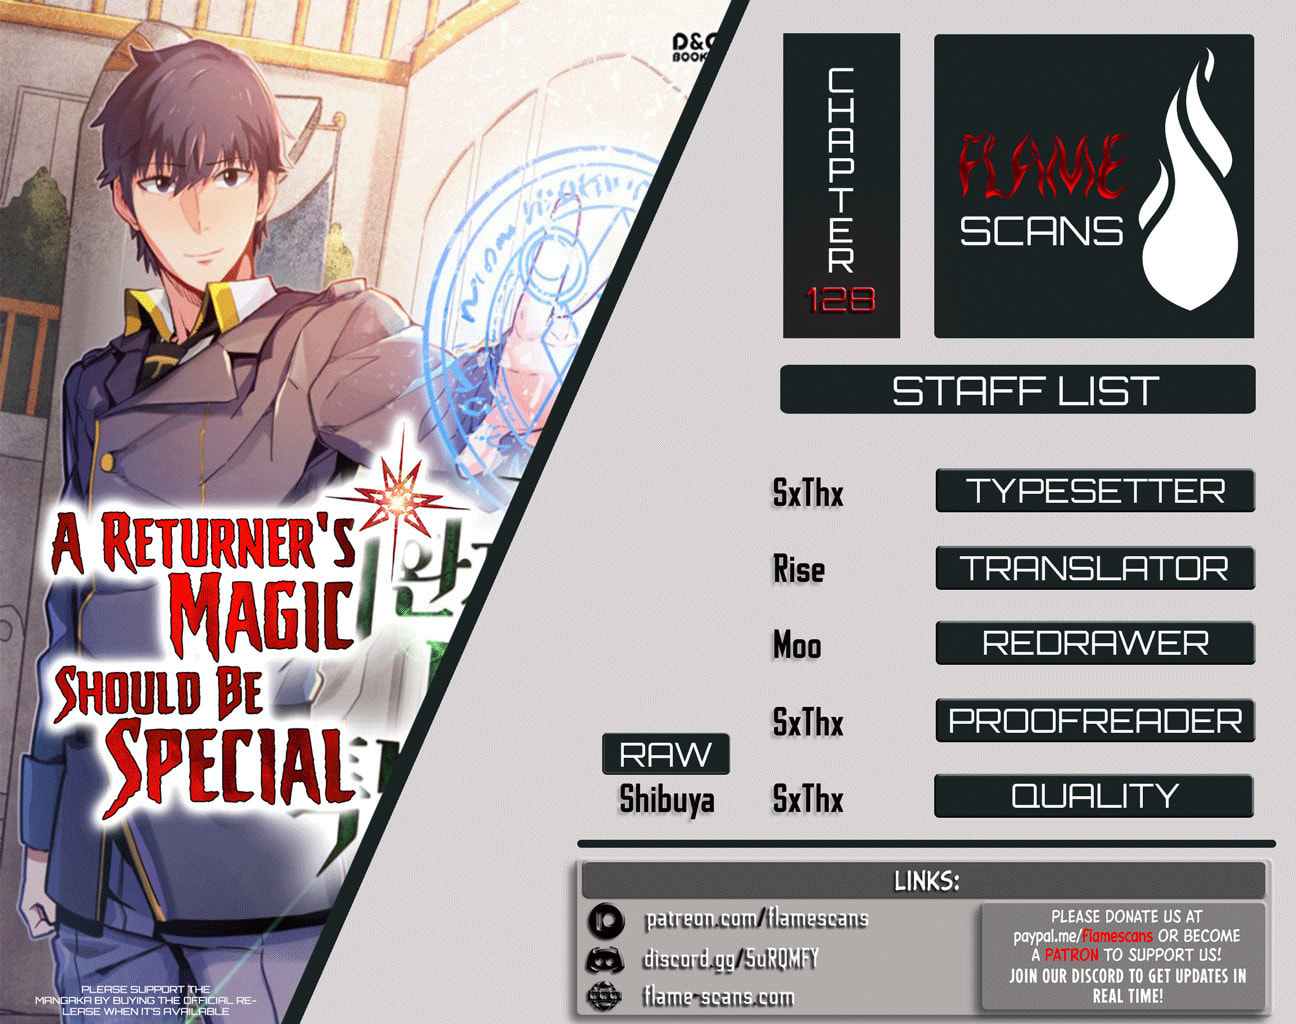 D&C
BOOK
A RETURNER'S
MAGIC
SHOULD BE
SPECIAL
PLEASE SUPPORT THE
MANGAKA BY BUYING THE OFFICIAL RE-
LEASE WHEN IT'S AVAILABLE
CHAPTER
128
FLAME
SCANS
STAFF LIST
SxThx TYPESETTER
Rise TRANSLATOR
Moo REDRAWER
SxThx PROOFREADER
RAW
Shibuya
SxThx QUALITY
LINKS:
patreon.com/flamescans
discord.gg/5uRQMFY
flame-scans.com
PLEASE DONATE US AT
paypal.me/Flamescans OR BECOME
A PATRON TO SUPPORT US!
JOIN OUR DISCORD TO GET UPDATES IN
REAL TIME!